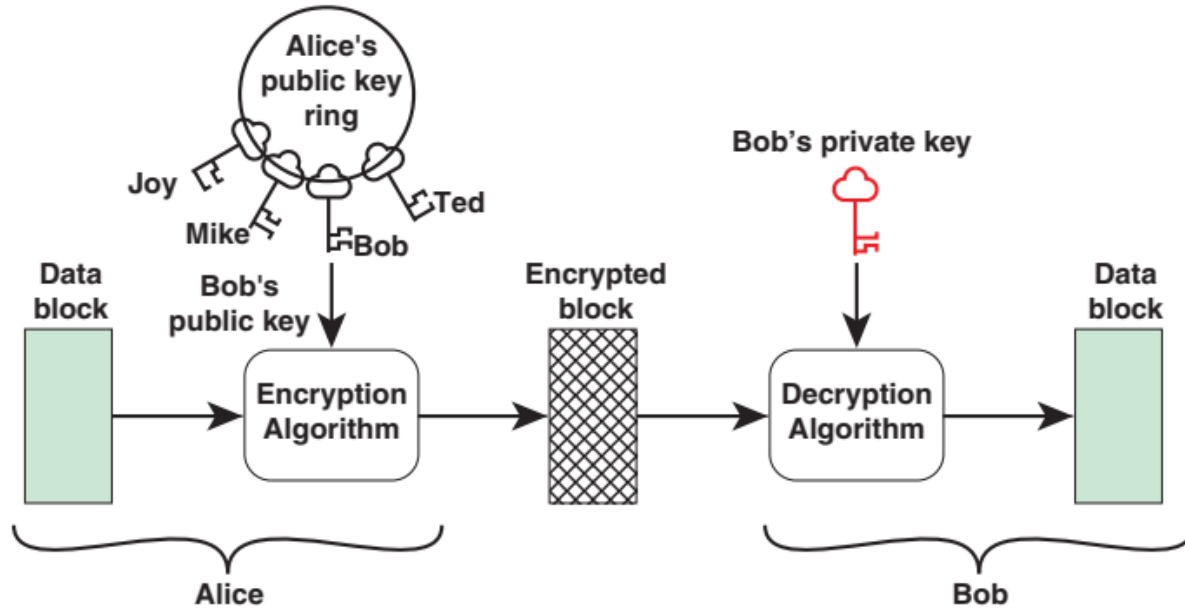 Alice's
public key
ring
Joy
Mike
Bob
Ted
Bob’s private key
Data
block
Bob's
public key
Encrypted
block
Data
block
Encryption
Algorithm
Decryption
Algorithm
Alice
Bob